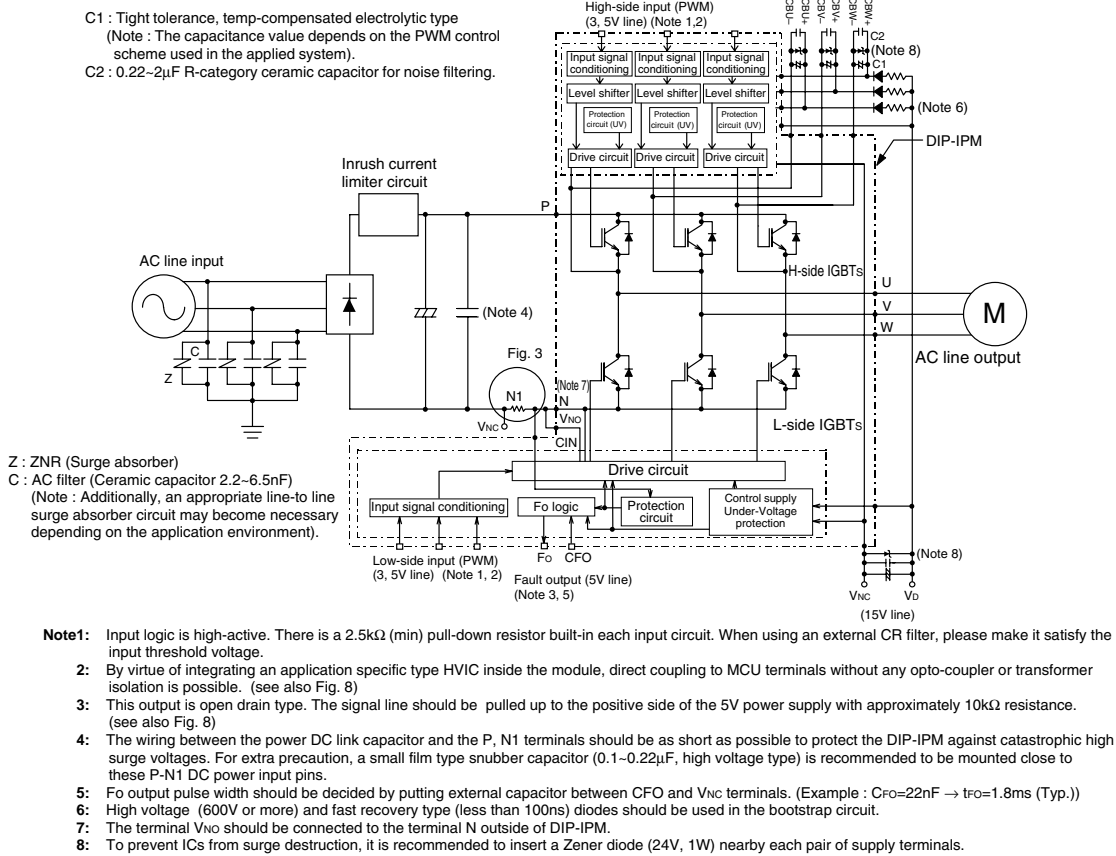 C1 : Tight tolerance, temp-compensated electrolytic type
(Note : The capacitance value depends on the PWM control
scheme used in the applied system).
C2 : 0.22~2μF R-category ceramic capacitor for noise filtering.
High-side input (PWM)
(3, 5V line) (Note 1,2)
CBU–
CBU+
CBV–
CBV+
CBW–
CBW+
C2
(Note 8)
C1
(Note 6)
DIP-IPM
Input signal conditioning
Input signal conditioning
Input signal conditioning
Level shifter
Level shifter
Level shifter
Protection circuit (UV)
Protection circuit (UV)
Protection circuit (UV)
Drive circuit
Drive circuit
Drive circuit
Inrush current
limiter circuit
P
AC line input
H-side IGBTs
U
V
W
M
AC line output
(Note 4)
C
Z
Fig. 3
N1
VNC
(Note 7)
N
VNO
CIN
L-side IGBTs
Z : ZNR (Surge absorber)
C : AC filter (Ceramic capacitor 2.2~6.5nF)
(Note : Additionally, an appropriate line-to line
surge absorber circuit may become necessary
depending on the application environment).
Drive circuit
Input signal conditioning
Fo logic
Protection
circuit
Control supply
Under-Voltage
protection
Low-side input (PWM)
(3, 5V line) (Note 1, 2)
FO CFO
Fault output (5V line)
(Note 3, 5)
(Note 8)
VNC VD
(15V line)
Note1: Input logic is high-active. There is a 2.5kΩ (min) pull-down resistor built-in each input circuit. When using an external CR filter, please make it satisfy the
input threshold voltage.
2: By virtue of integrating an application specific type HVIC inside the module, direct coupling to MCU terminals without any opto-coupler or transformer
isolation is possible. (see also Fig. 8)
3: This output is open drain type. The signal line should be pulled up to the positive side of the 5V power supply with approximately 10kΩ resistance.
(see also Fig. 8)
4: The wiring between the power DC link capacitor and the P, N1 terminals should be as short as possible to protect the DIP-IPM against catastrophic high
surge voltages. For extra precaution, a small film type snubber capacitor (0.1~0.22μF, high voltage type) is recommended to be mounted close to
these P-N1 DC power input pins.
5: Fo output pulse width should be decided by putting external capacitor between CFO and VNC terminals. (Example : CFO=22nF → tFO=1.8ms (Typ.))
6: High voltage (600V or more) and fast recovery type (less than 100ns) diodes should be used in the bootstrap circuit.
7: The terminal VNO should be connected to the terminal N outside of DIP-IPM.
8: To prevent ICs from surge destruction, it is recommended to insert a Zener diode (24V, 1W) nearby each pair of supply terminals.